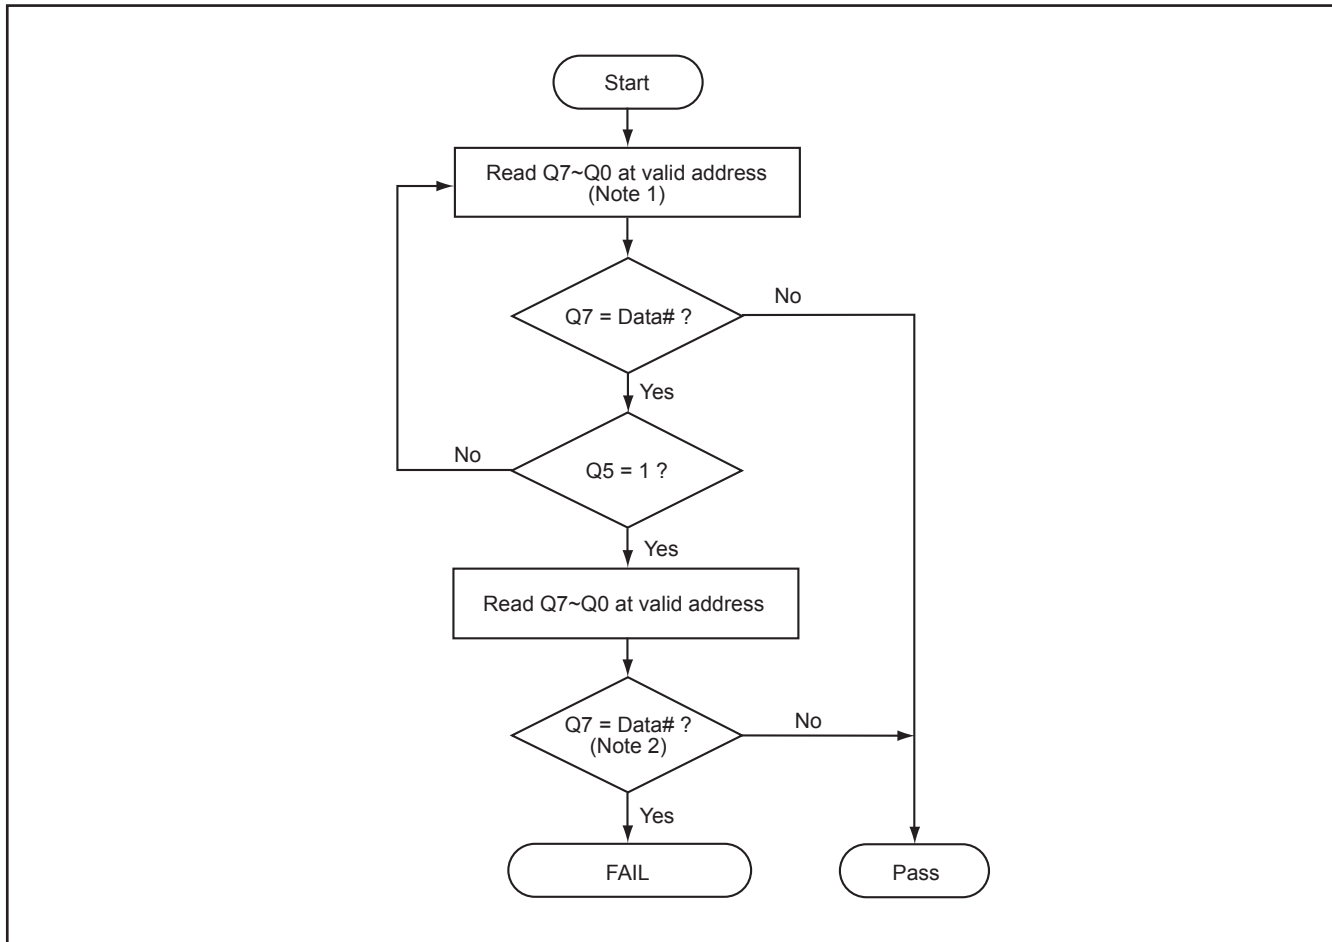 Start
Read Q7~Q0 at valid address
(Note 1)
Q7 = Data# ?
No
Yes
No
Q5 = 1 ?
Yes
Read Q7~Q0 at valid address
Q7 = Data# ?
(Note 2)
No
Yes
FAIL
Pass